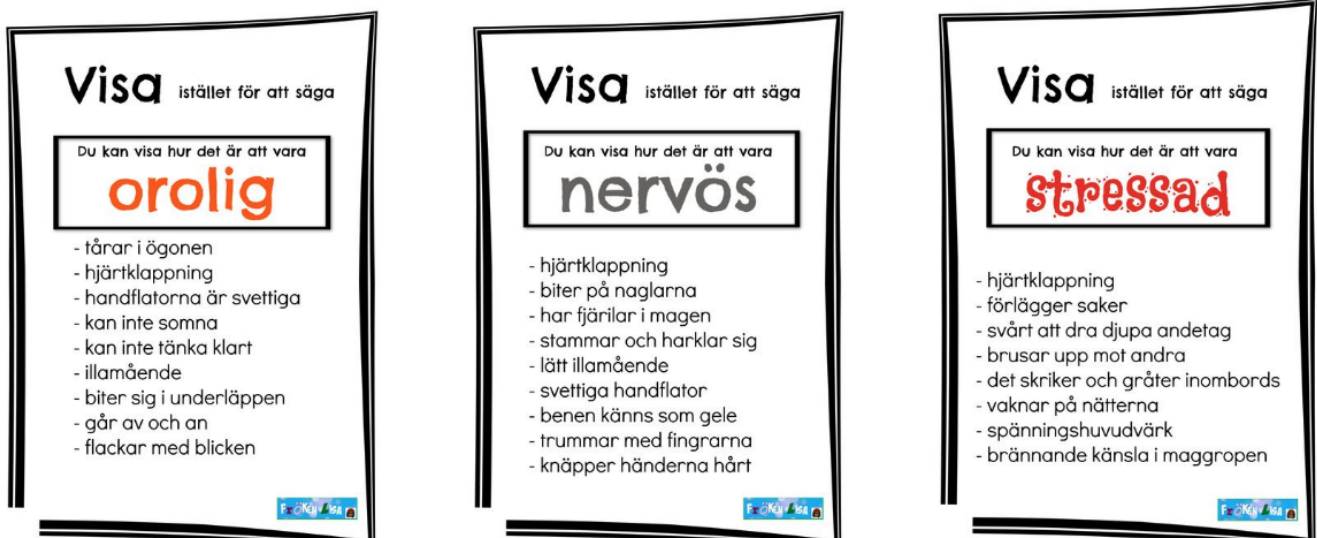 Visa istället för att säga
Du kan visa hur det är att vara
orolig
- tårar i ögonen
- hjärtklappning
- handflatorna är svettiga
- kan inte somna
- kan inte tänka klart
- illamående
- biter sig i underläppen
- går av och an
- flackar med blicken
FröKEN LISA
Visa istället för att säga
Du kan visa hur det är att vara
nervös
- hjärtklappning
- biter på naglarna
- har fjärilar i magen
- stammar och harklar sig
- lätt illamående
- svettiga handflator
- benen känns som gele
- trummar med fingrarna
- knäpper händerna hårt
FröKEN LISA
Visa istället för att säga
Du kan visa hur det är att vara
stressad
- hjärtklappning
- förlägger saker
- svårt att dra djupa andetag
- brusar upp mot andra
- det skriker och gråter inombords
- vaknar på nätterna
- spänningshuvudvärk
- brännande känsla i maggropen
FröKEN LISA